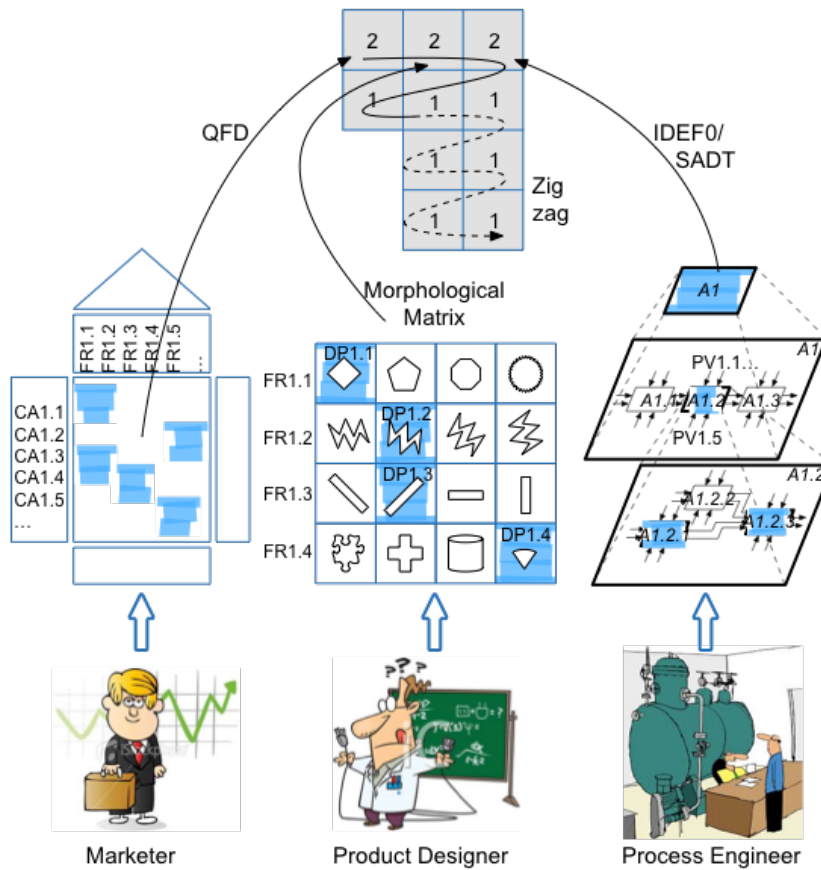 2 2 2
1 1 1
1 1
1 1
QFD
IDEF0/
SADT
Zig
zag
Morphological
Matrix
FR1.1
FR1.2
FR1.3
FR1.4
FR1.5
...
CA1.1
CA1.2
CA1.3
CA1.4
CA1.5
...
FR1.1 DP1.1
FR1.2 DP1.2
FR1.3 DP1.3
FR1.4 DP1.4
A1
A1
PV1.1...
A1.1 A1.2 A1.3
PV1.5
A1.2
A1.2.2
A1.2.1 A1.2.3
???
Marketer
Product Designer
Process Engineer